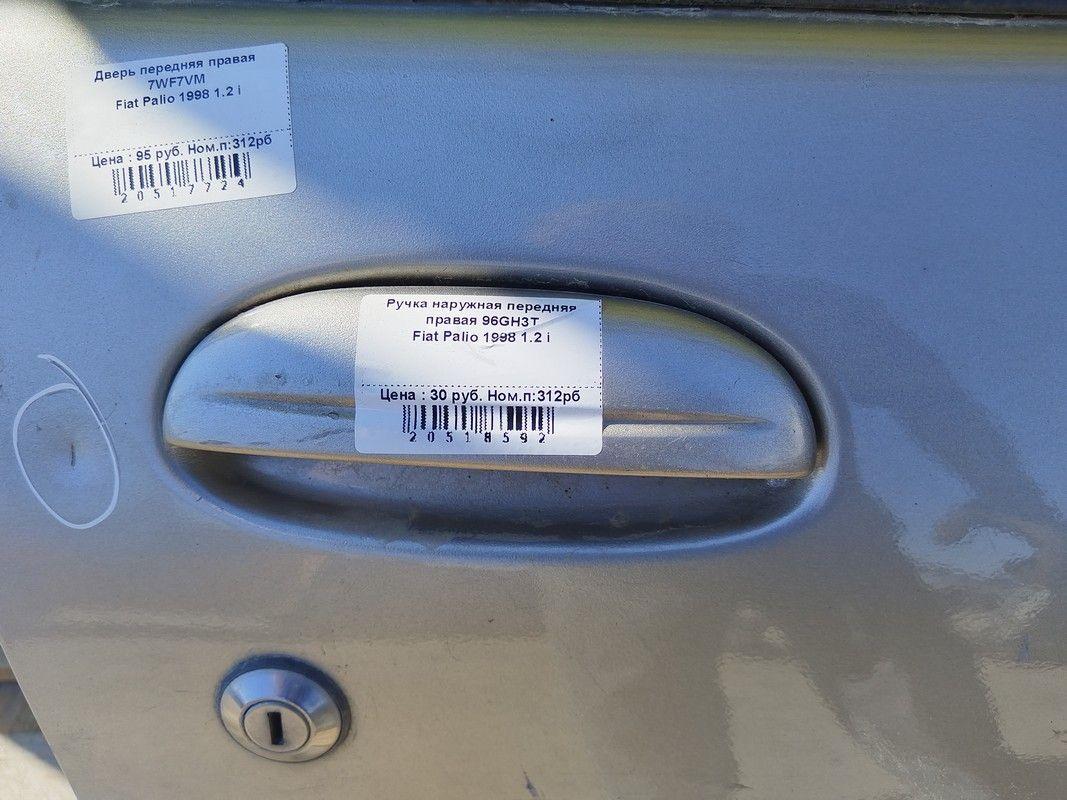 Дверь передняя правая
7WF7VM
Fiat Palio 1998 1.2 i
Цена : 95 руб. Ном.п:312рб
20517724
Ручка наружная передняя
правая 96GH3T
Fiat Palio 1998 1.2 i
Цена : 30 руб. Ном.п:312рб
20518592